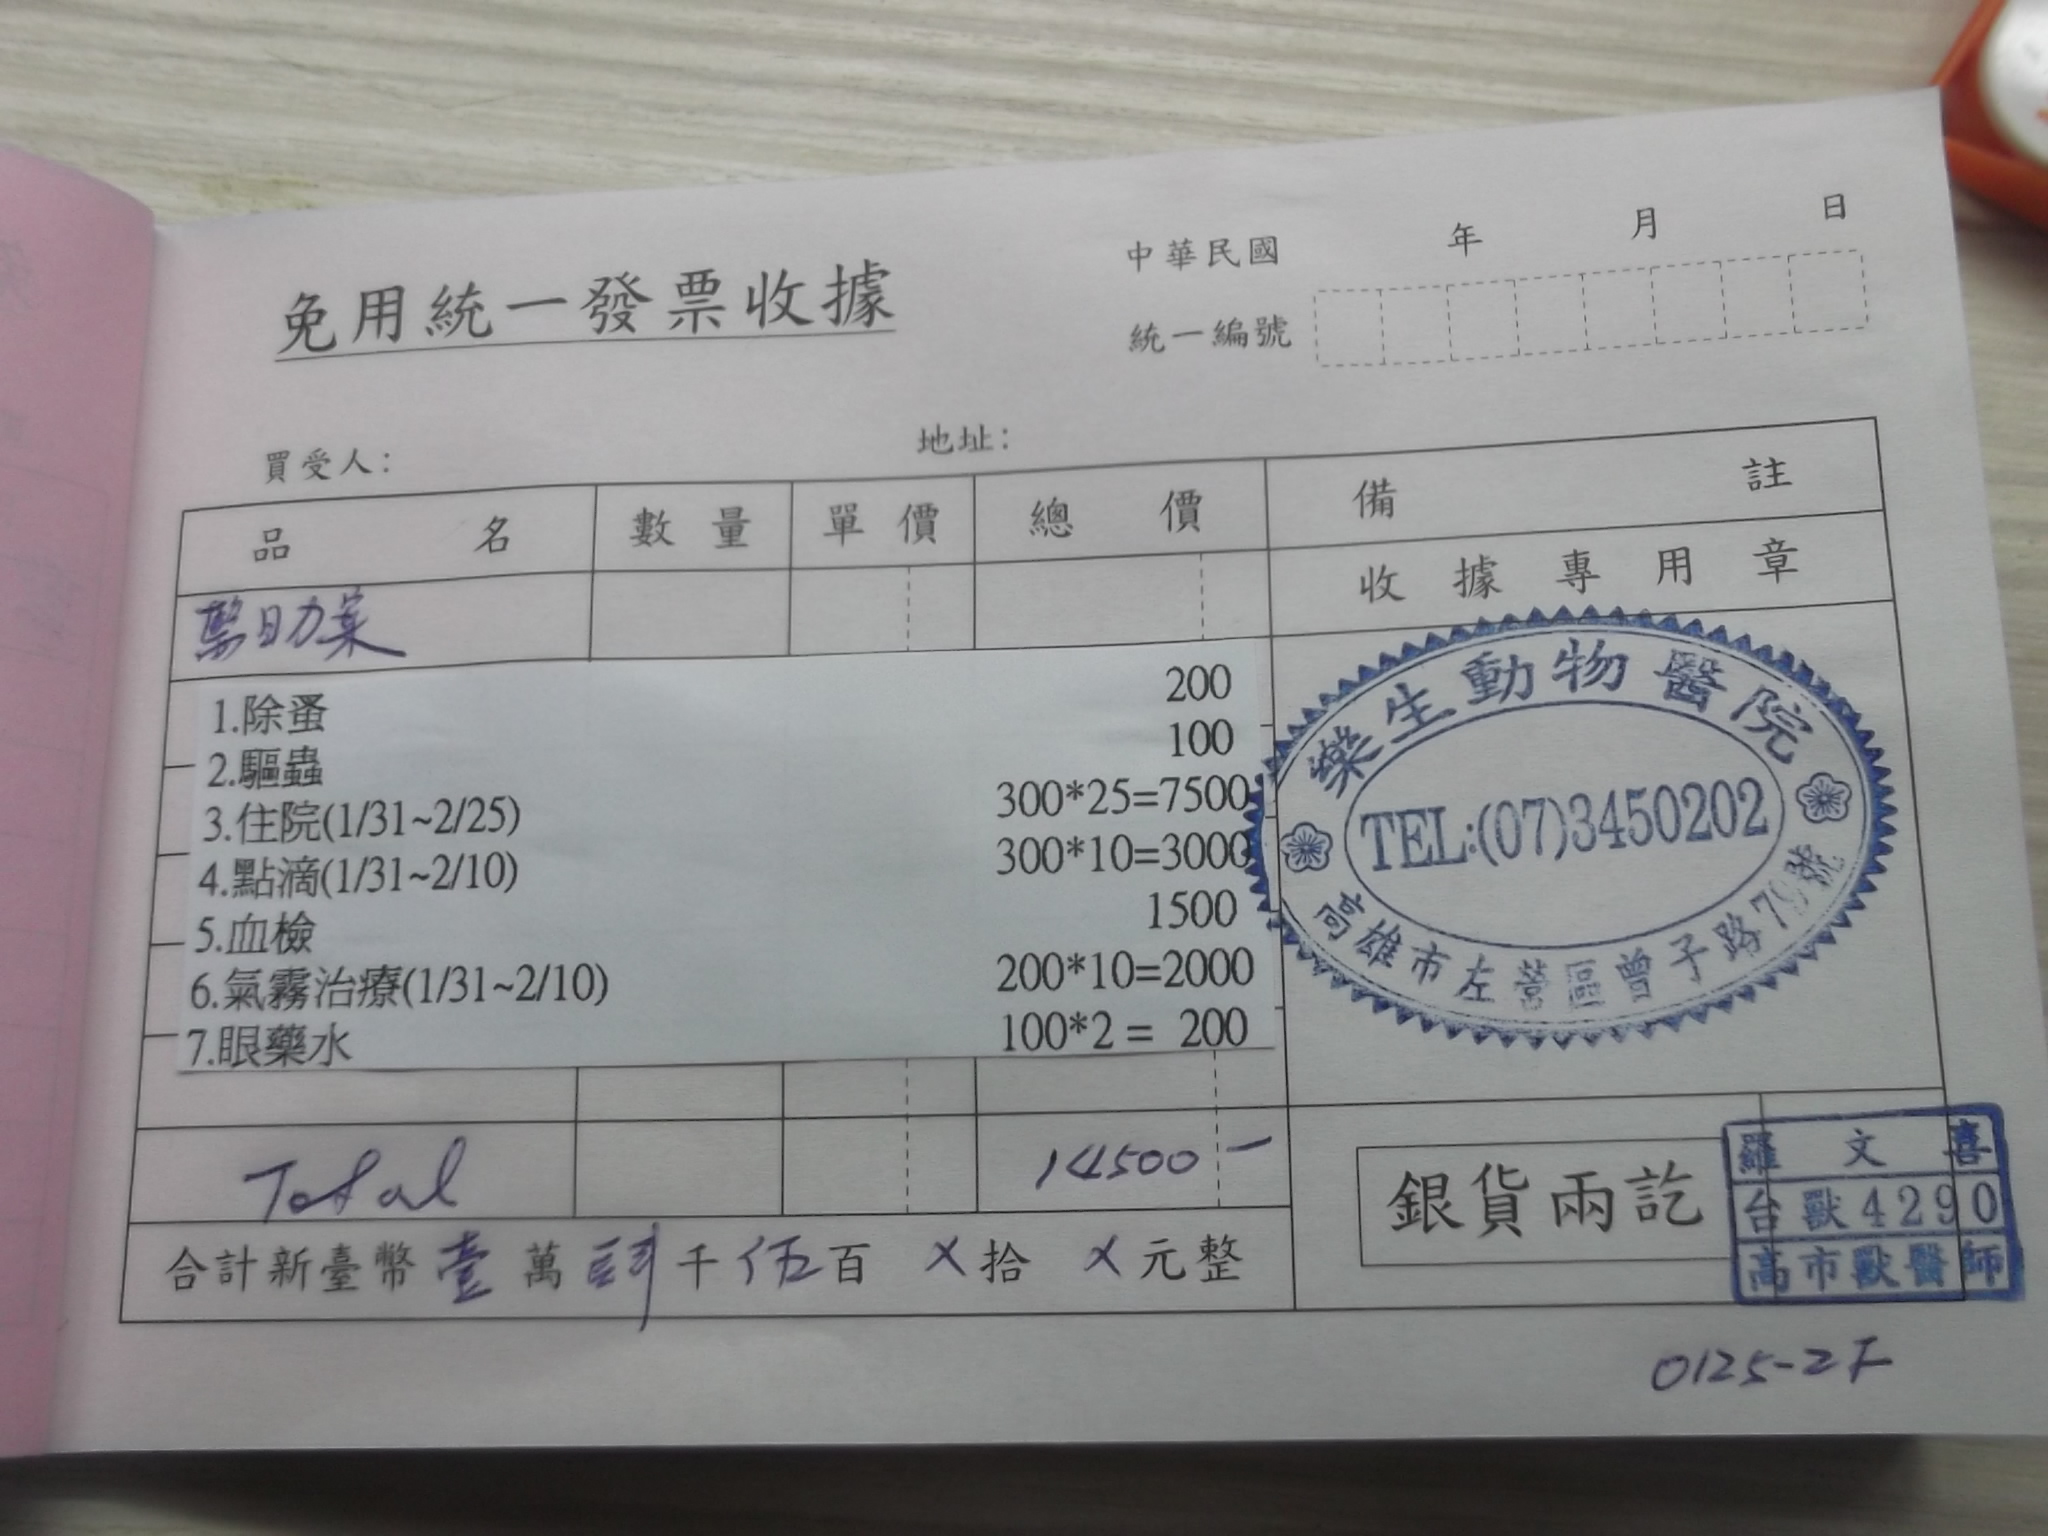 免用統一發票收據
中華民國 年 月 日
統一編號
買受人： 地址：
品名 數量 單價 總價 備註
收據專用章
醫助案
1.除蚤 200
2.驅蟲 100
3.住院(1/31~2/25) 300*25=7500
4.點滴(1/31~2/10) 300*10=3000
5.血檢 1500
6.氣霧治療(1/31~2/10) 200*10=2000
7.眼藥水 100*2 = 200
樂生動物醫院
TEL:(07)3450202
高雄市左營區曾子路79號
Total 14500 —
合計新臺幣壹萬肆千伍百X拾X元整
銀貨兩訖
羅文喜
台獸4290
高市獸醫師